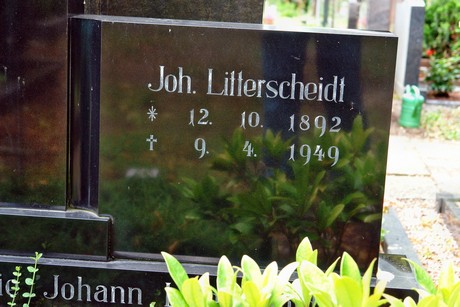 Joh. Litterscheidt
* 12. 10. 1892
† 9. 4. 1949
Johann